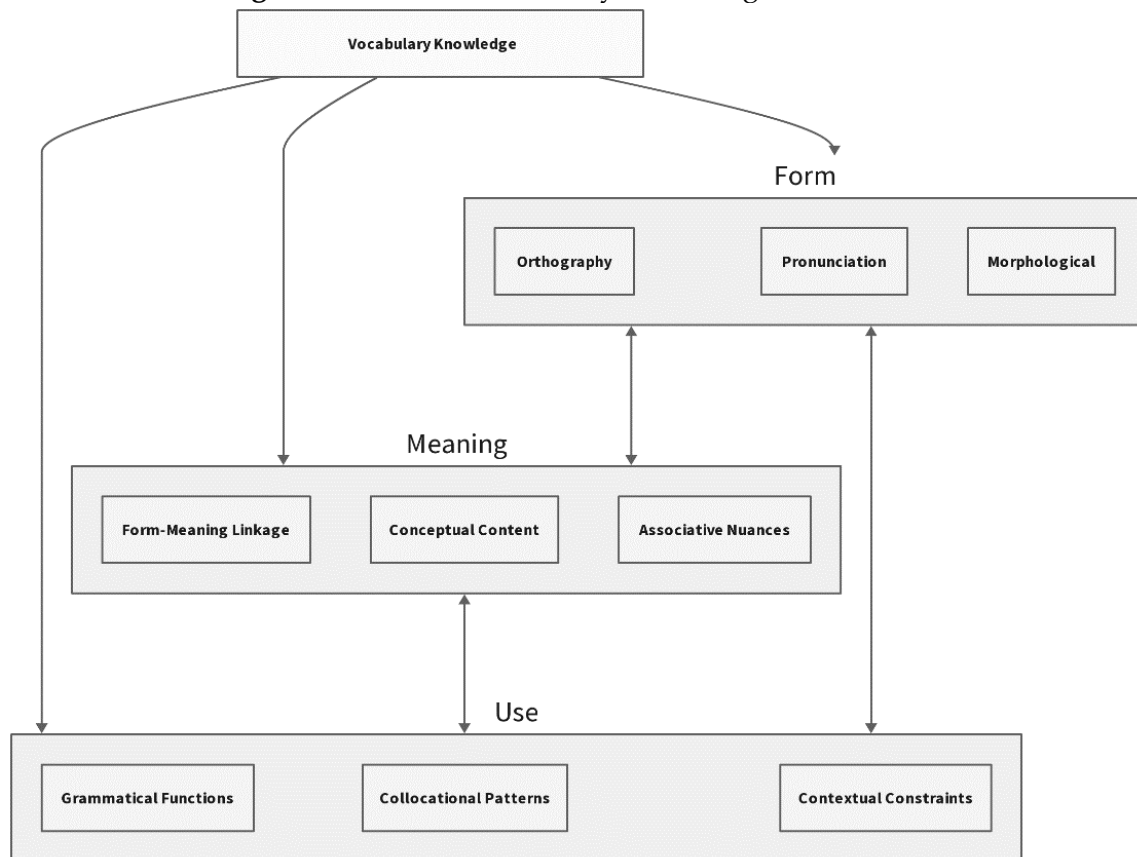 Vocabulary Knowledge
Form
Orthography
Pronunciation
Morphological
Meaning
Form-Meaning Linkage
Conceptual Content
Associative Nuances
Use
Grammatical Functions
Collocational Patterns
Contextual Constraints